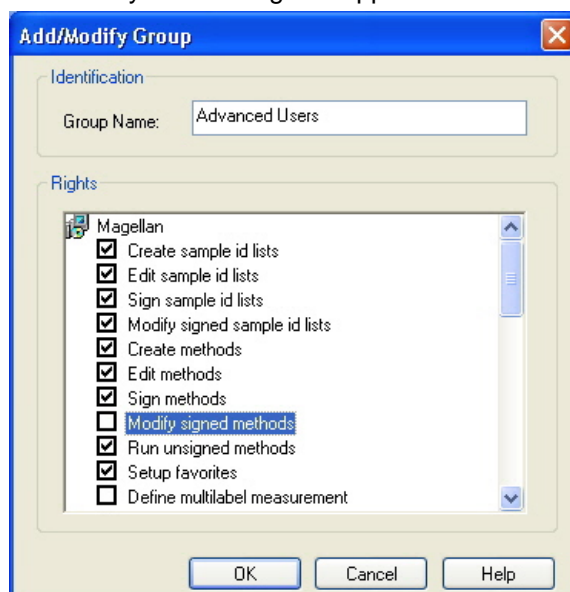 Add/Modify Group
Identification
Group Name: Advanced Users
Rights
Magellan
Create sample id lists
Edit sample id lists
Sign sample id lists
Modify signed sample id lists
Create methods
Edit methods
Sign methods
Modify signed methods
Run unsigned methods
Setup favorites
Define multilabel measurement
OK Cancel Help